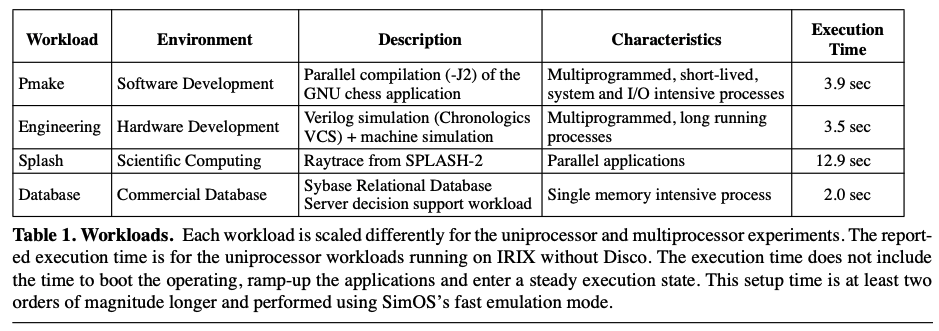 Workload Environment Description Characteristics Execution Time
Pmake Software Development Parallel compilation (-J2) of the GNU chess application Multiprogrammed, short-lived, system and I/O intensive processes 3.9 sec
Engineering Hardware Development Verilog simulation (Chronologics VCS) + machine simulation Multiprogrammed, long running processes 3.5 sec
Splash Scientific Computing Raytrace from SPLASH-2 Parallel applications 12.9 sec
Database Commercial Database Sybase Relational Database Server decision support workload Single memory intensive process 2.0 sec
Table 1. Workloads. Each workload is scaled differently for the uniprocessor and multiprocessor experiments. The report-
ed execution time is for the uniprocessor workloads running on IRIX without Disco. The execution time does not include
the time to boot the operating, ramp-up the applications and enter a steady execution state. This setup time is at least two
orders of magnitude longer and performed using SimOS's fast emulation mode.